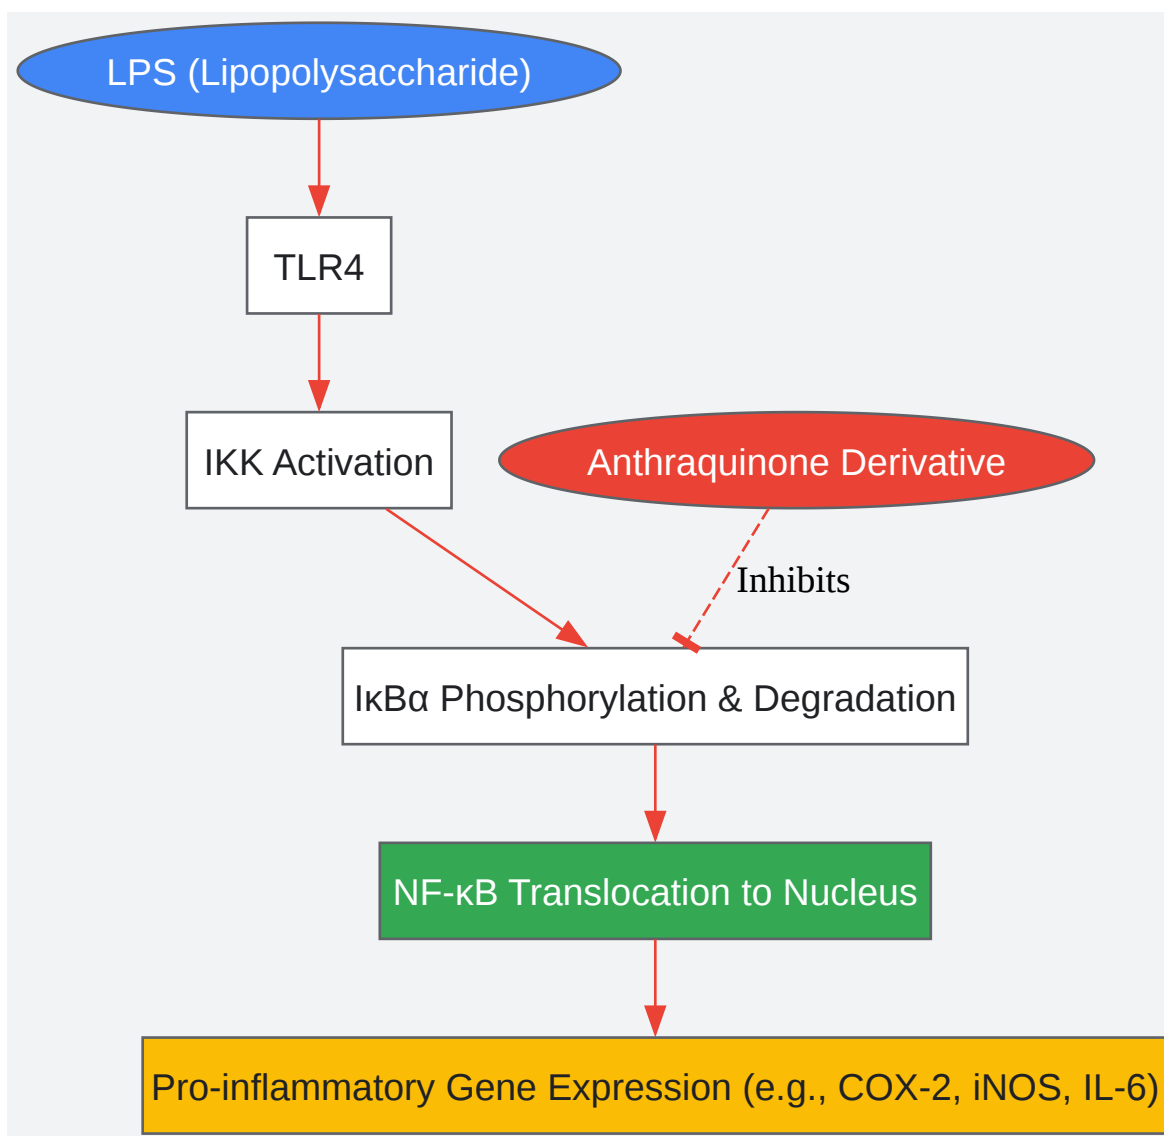 LPS (Lipopolysaccharide)
TLR4
IKK Activation
Anthraquinone Derivative
Inhibits
IκBα Phosphorylation & Degradation
NF-κB Translocation to Nucleus
Pro-inflammatory Gene Expression (e.g., COX-2, iNOS, IL-6)